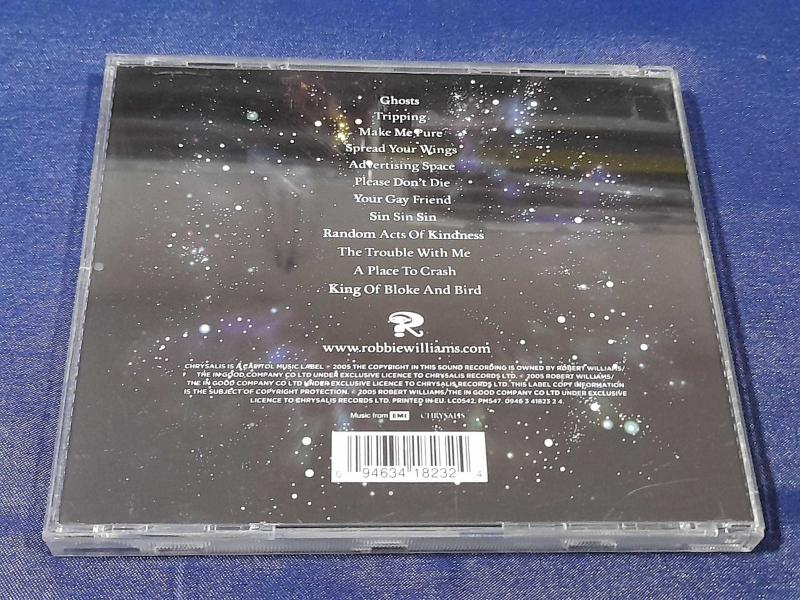 Ghosts
Tripping
Make Me Pure
Spread Your Wings
Advertising Space
Please Don't Die
Your Gay Friend
Sin Sin Sin
Random Acts Of Kindness
The Trouble With Me
A Place To Crash
King Of Bloke And Bird
R
www.robbiewilliams.com
CHRYSALIS IS A CAPITOL MUSIC LABEL ℗ 2005 THE COPYRIGHT IN THIS SOUND RECORDING IS OWNED BY ROBERT WILLIAMS/
THE IN GOOD COMPANY CO LTD UNDER EXCLUSIVE LICENCE TO CHRYSALIS RECORDS LTD. © 2005 ROBERT WILLIAMS/
THE IN GOOD COMPANY CO LTD UNDER EXCLUSIVE LICENCE TO CHRYSALIS RECORDS LTD. THIS LABEL COPY INFORMATION
IS THE SUBJECT OF COPYRIGHT PROTECTION. ℗ 2005 ROBERT WILLIAMS/THE IN GOOD COMPANY CO LTD UNDER EXCLUSIVE
LICENCE TO CHRYSALIS RECORDS LTD. PRINTED IN EU. LC0542. PM547. 0946 3 41823 2 4.
Music from EMI CHRYSALIS
0 94634 18232 4